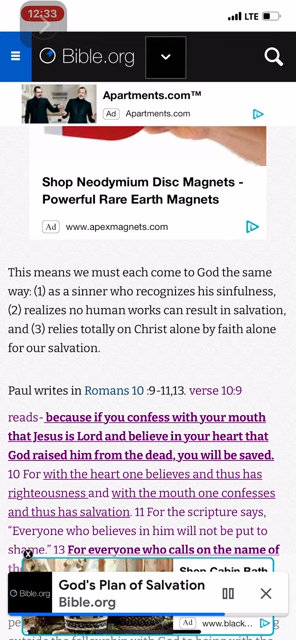 12:33
LTE
Bible.org
Apartments.com™
Ad Apartments.com
Shop Neodymium Disc Magnets -
Powerful Rare Earth Magnets
Ad www.apexmagnets.com
This means we must each come to God the same
way: (1) as a sinner who recognizes his sinfulness,
(2) realizes no human works can result in salvation,
and (3) relies totally on Christ alone by faith alone
for our salvation.
Paul writes in Romans 10 :9-11,13. verse 10:9
reads- because if you confess with your mouth
that Jesus is Lord and believe in your heart that
God raised him from the dead, you will be saved.
10 For with the heart one believes and thus has
righteousness and with the mouth one confesses
and thus has salvation. 11 For the scripture says,
“Everyone who believes in him will not be put to
shame.” 13 For everyone who calls on the name of
th
Shop Cabin Bath
Bible.org
God's Plan of Salvation
Bible.org
pe
Ad www.black...